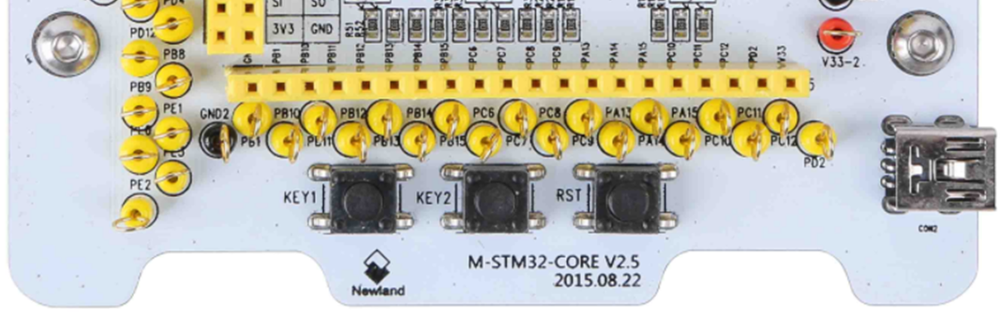 SI SO
3V3 GND
PD12
PB8
PB9
PE1
PE2
V33-2
R51
R52
PB1 PB10 PB11 PB12 PB13 PB14 PB15 PC6 PC7 PC8 PC9 PA13 PA14 PA15 PC10 PC11 PC12 PD2 V33
GND2 PB10 PB12 PB14 PC6 PC8 PA13 PA15 PC11
PB1 PB11 PB13 PB15 PC7 PC9 PA14 PC10 PC12 PD2
KEY1 KEY2 RST
COM2
Newland
M-STM32-CORE V2.5
2015.08.22